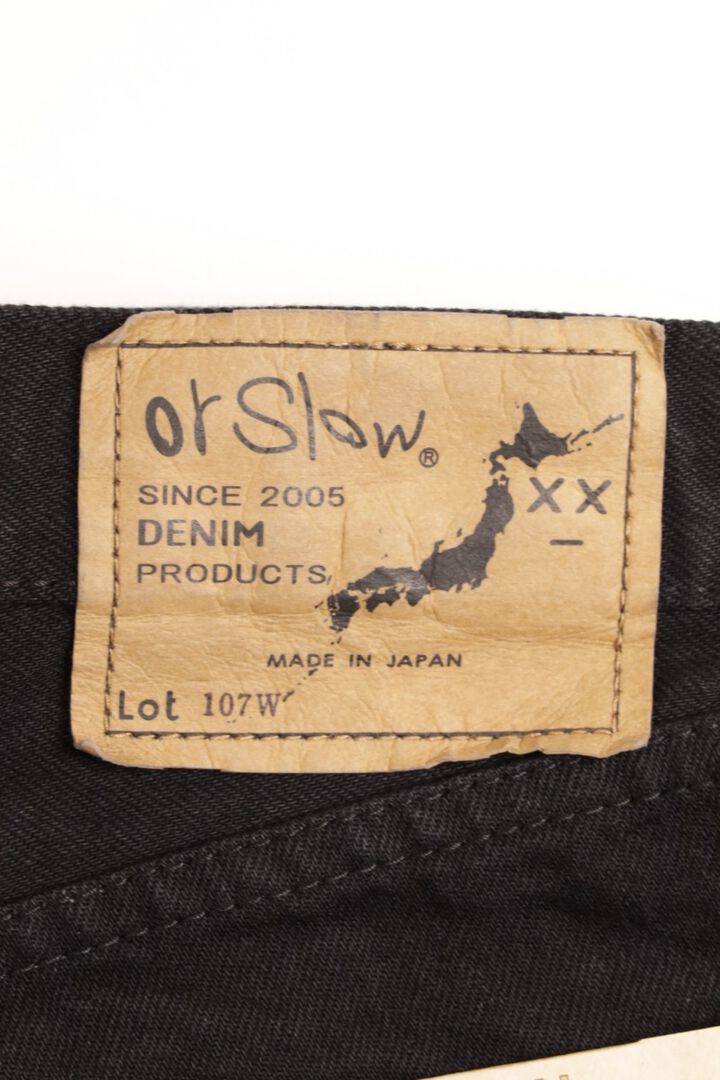 orSlow®
SINCE 2005
DENIM
PRODUCTS
XX
–
MADE IN JAPAN
Lot 107W